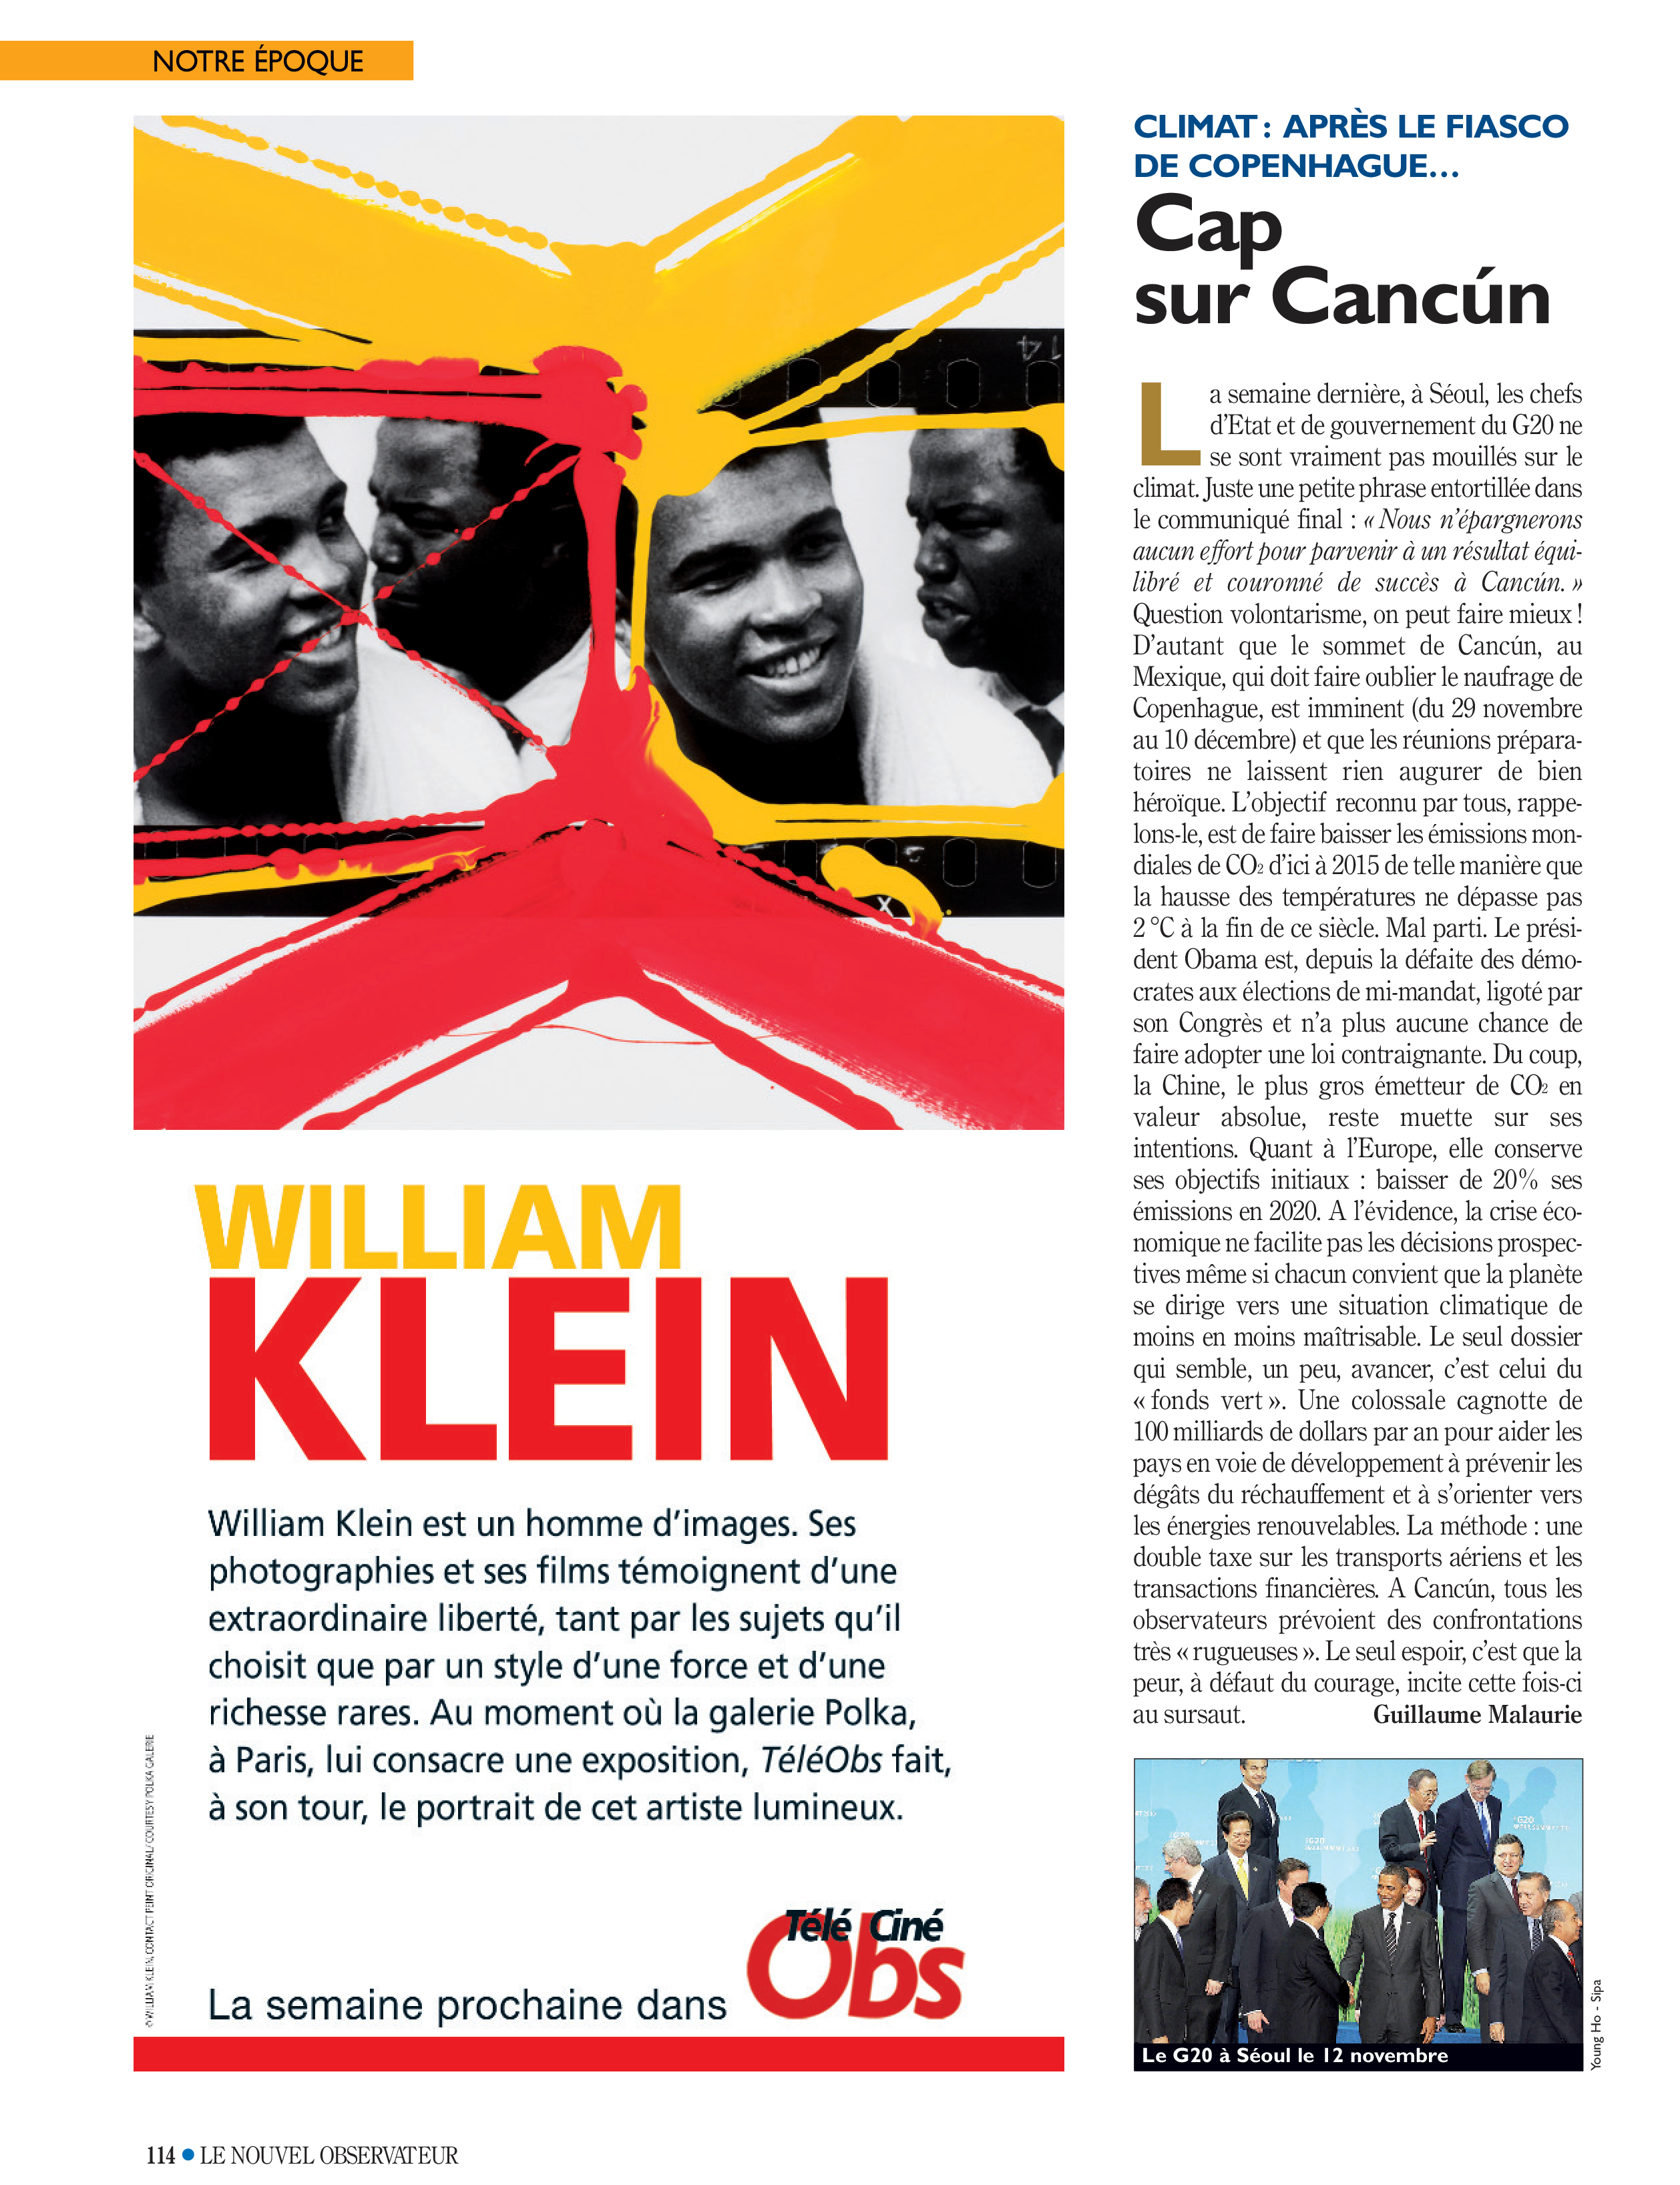 NOTRE ÉPOQUE
CLIMAT : APRÈS LE FIASCO
DE COPENHAGUE…
Cap
sur Cancún
La semaine dernière, à Séoul, les chefs
d’Etat et de gouvernement du G20 ne
se sont vraiment pas mouillés sur le
climat. Juste une petite phrase entortillée dans
le communiqué final : « Nous n’épargnerons
aucun effort pour parvenir à un résultat équi-
libré et couronné de succès à Cancún. »
Question volontarisme, on peut faire mieux !
D’autant que le sommet de Cancún, au
Mexique, qui doit faire oublier le naufrage de
Copenhague, est imminent (du 29 novembre
au 10 décembre) et que les réunions prépara-
toires ne laissent rien augurer de bien
héroïque. L’objectif reconnu par tous, rappe-
lons-le, est de faire baisser les émissions mon-
diales de CO2 d’ici à 2015 de telle manière que
la hausse des températures ne dépasse pas
2 °C à la fin de ce siècle. Mal parti. Le prési-
dent Obama est, depuis la défaite des démo-
crates aux élections de mi-mandat, ligoté par
son Congrès et n’a plus aucune chance de
faire adopter une loi contraignante. Du coup,
la Chine, le plus gros émetteur de CO2 en
valeur absolue, reste muette sur ses
intentions. Quant à l’Europe, elle conserve
ses objectifs initiaux : baisser de 20% ses
émissions en 2020. A l’évidence, la crise éco-
nomique ne facilite pas les décisions prospec-
tives même si chacun convient que la planète
se dirige vers une situation climatique de
moins en moins maîtrisable. Le seul dossier
qui semble, un peu, avancer, c’est celui du
« fonds vert ». Une colossale cagnotte de
100 milliards de dollars par an pour aider les
pays en voie de développement à prévenir les
dégâts du réchauffement et à s’orienter vers
les énergies renouvelables. La méthode : une
double taxe sur les transports aériens et les
transactions financières. A Cancún, tous les
observateurs prévoient des confrontations
très « rugueuses ». Le seul espoir, c’est que la
peur, à défaut du courage, incite cette fois-ci
au sursaut. Guillaume Malaurie
G20
G20
Le G20 à Séoul le 12 novembre
Young Ho - Sipa
14
X
WILLIAM
KLEIN
William Klein est un homme d’images. Ses
photographies et ses films témoignent d’une
extraordinaire liberté, tant par les sujets qu’il
choisit que par un style d’une force et d’une
richesse rares. Au moment où la galerie Polka,
à Paris, lui consacre une exposition, TéléObs fait,
à son tour, le portrait de cet artiste lumineux.
© WILLIAM KLEIN, CONTACT PEINT ORIGINAL / COURTESY POLKA GALERIE
La semaine prochaine dans
Télé Ciné
Obs
114 • LE NOUVEL OBSERVATEUR